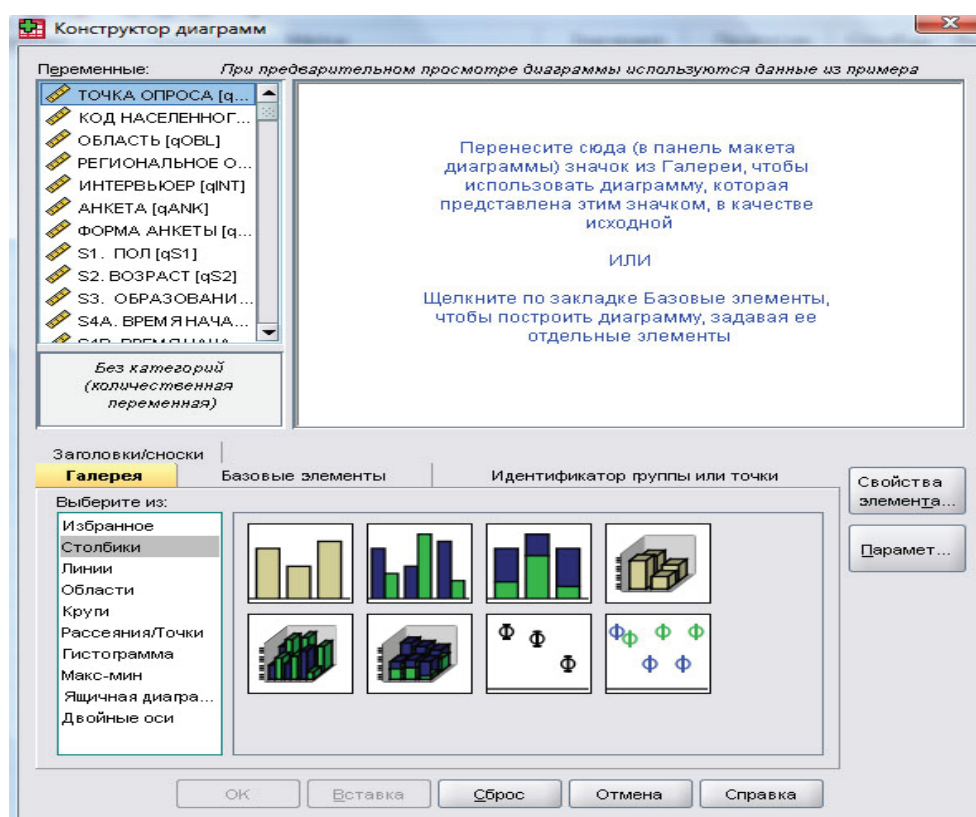 Конструктор диаграмм
Переменные:
При предварительном просмотре диаграммы используются данные из примера
ТОЧКА ОПРОСА [q...
КОД НАСЕЛЕННОГ...
ОБЛАСТЬ [qOBL]
РЕГИОНАЛЬНОЕ О...
ИНТЕРВЬЮЕР [qINT]
АНКЕТА [qANK]
ФОРМА АНКЕТЫ [q...
S1. ПОЛ [qS1]
S2. ВОЗРАСТ [qS2]
S3. ОБРАЗОВАНИ...
S4A. ВРЕМЯ НАЧА...
Без категорий
(количественная
переменная)
Перенесите сюда (в панель макета
диаграммы) значок из Галереи, чтобы
использовать диаграмму, которая
представлена этим значком, в качестве
исходной
ИЛИ
Щелкните по закладке Базовые элементы,
чтобы построить диаграмму, задавая ее
отдельные элементы
Заголовки/сноски
Галерея
Базовые элементы
Идентификатор группы или точки
Выберите из:
Избранное
Столбики
Линии
Области
Круги
Рассеяния/Точки
Гистограмма
Макс-мин
Ящичная диагра...
Двойные оси
Свойства
элемента...
Парамет...
ОК
Вставка
Сброс
Отмена
Справка